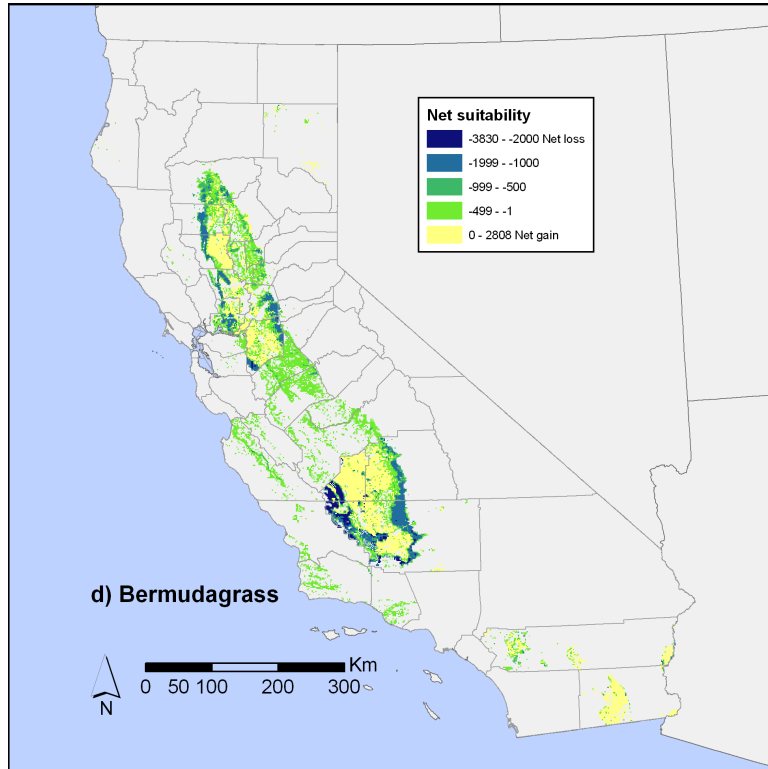 Net suitability
-3830 - -2000 Net loss
-1999 - -1000
-999 - -500
-499 - -1
0 - 2808 Net gain
d) Bermudagrass
Km
0 50 100 200 300
N